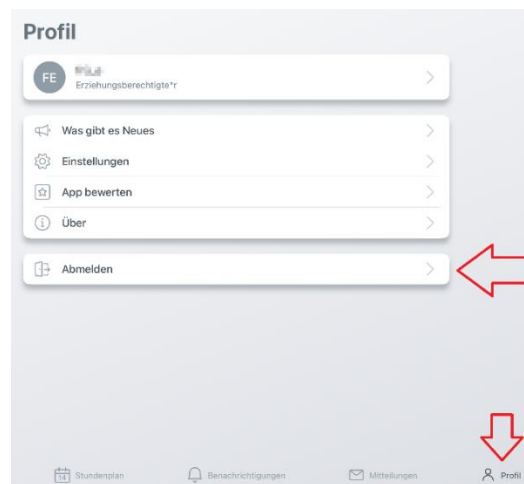 Profil
FE
Erziehungsberechtigte*r
Was gibt es Neues
Einstellungen
App bewerten
Über
Abmelden
14
Stundenplan
Benachrichtigungen
Mitteilungen
Profil